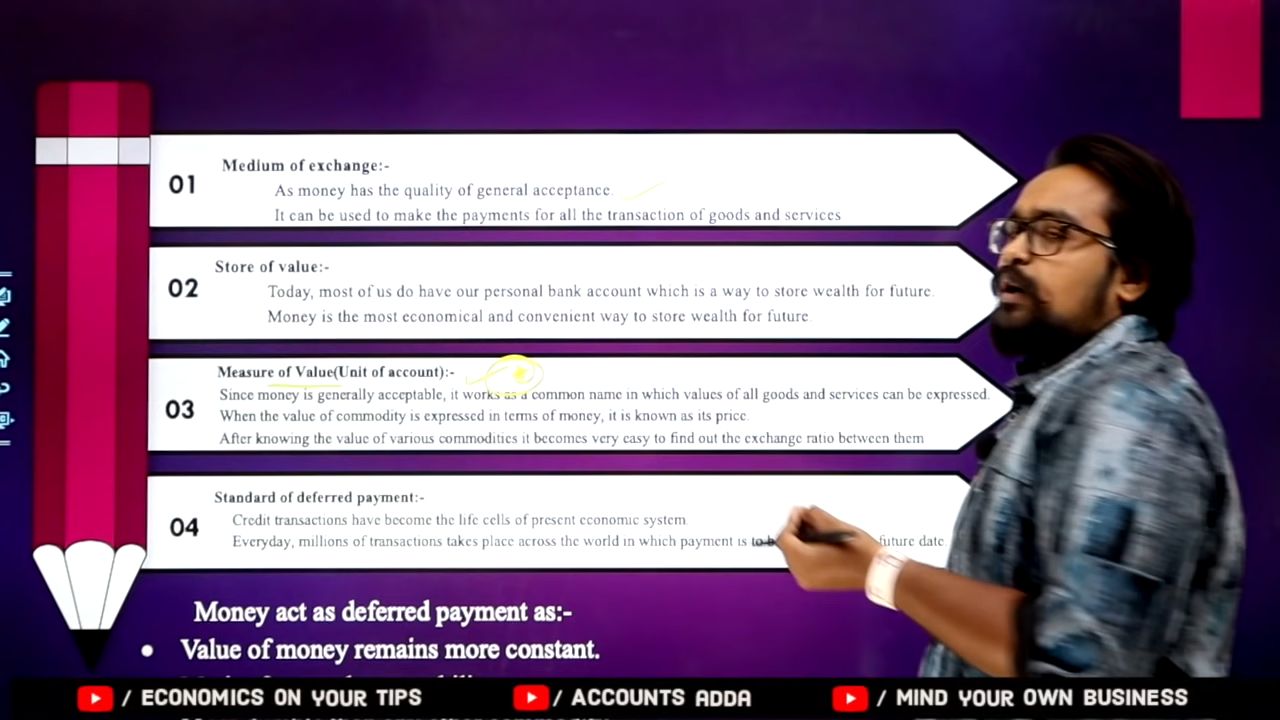 01
Medium of exchange:-
As money has the quality of general acceptance.
It can be used to make the payments for all the transaction of goods and services
02
Store of value:-
Today, most of us do have our personal bank account which is a way to store wealth for future.
Money is the most economical and convenient way to store wealth for future.
03
Measure of Value(Unit of account):-
Since money is generally acceptable, it works as a common name in which values of all goods and services can be expressed.
When the value of commodity is expressed in terms of money, it is known as its price.
After knowing the value of various commodities it becomes very easy to find out the exchange ratio between them
04
Standard of deferred payment:-
Credit transactions have become the life cells of present economic system.
Everyday, millions of transactions takes place across the world in which payment is to future date.
Money act as deferred payment as:-
• Value of money remains more constant.
/ ECONOMICS ON YOUR TIPS
/ ACCOUNTS ADDA
/ MIND YOUR OWN BUSINESS